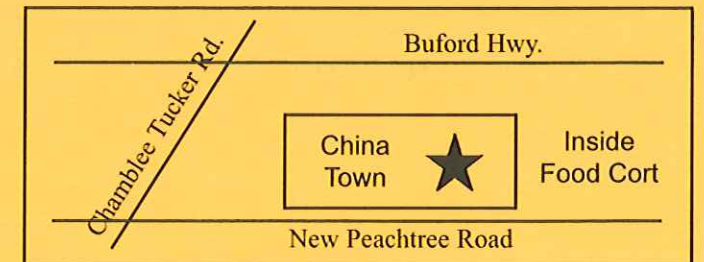 Buford Hwy.
Chamblee Tucker Rd.
China
Town
Inside
Food Cort
New Peachtree Road